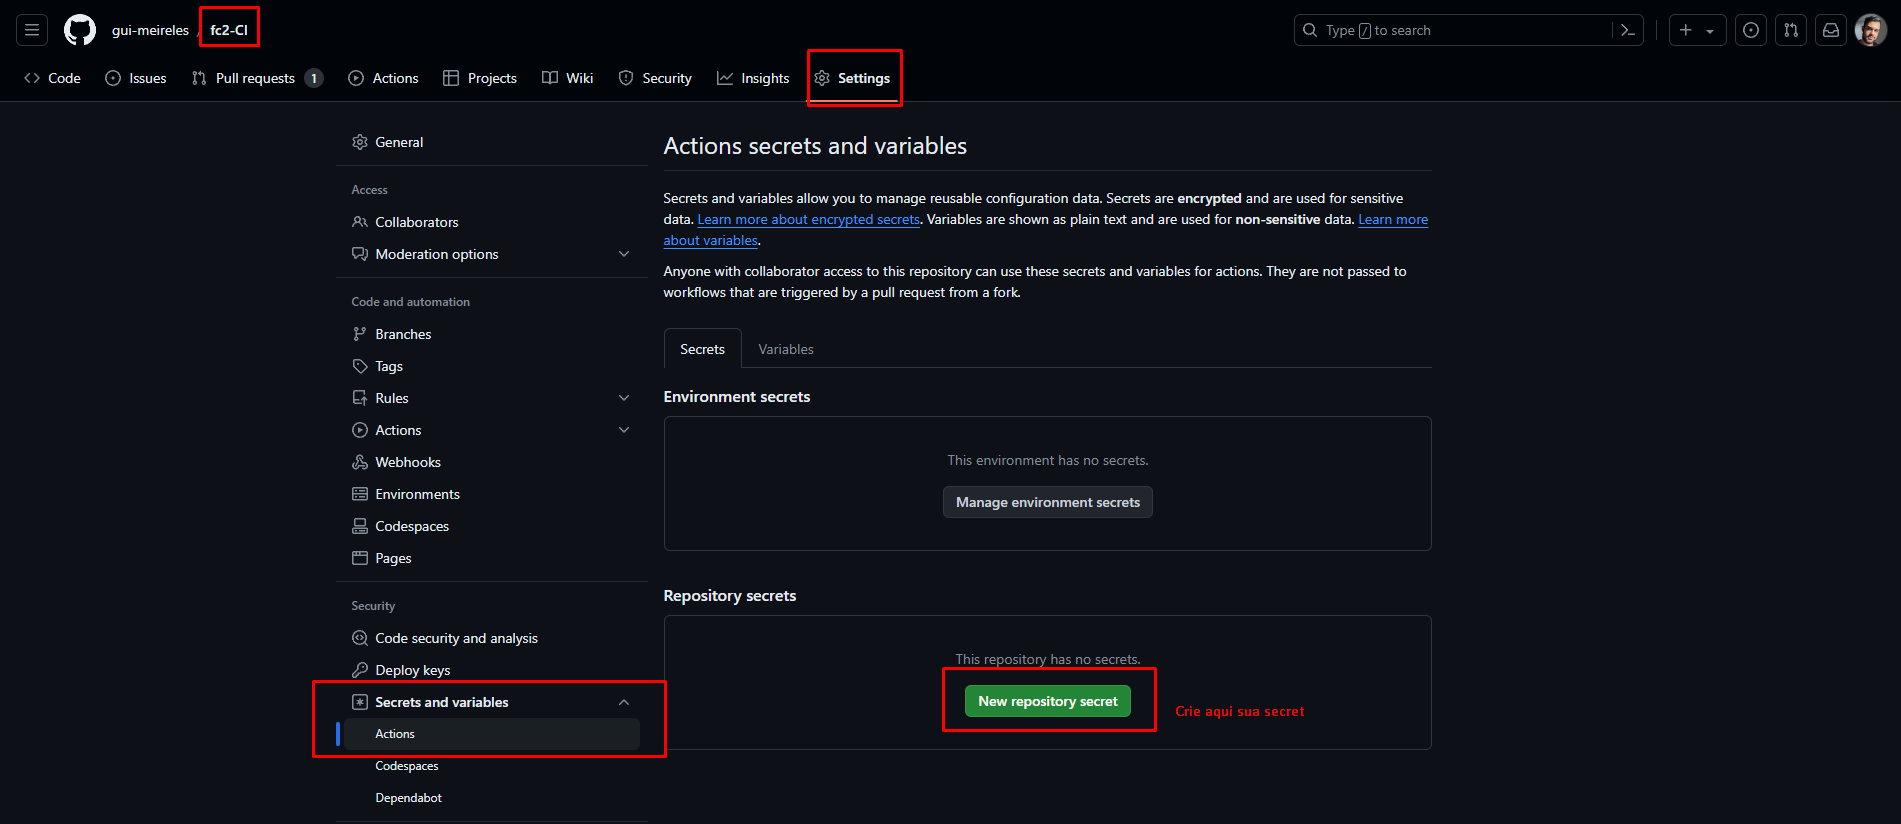 gui-meireles / fc2-CI
Type / to search
Code
Issues
Pull requests 1
Actions
Projects
Wiki
Security
Insights
Settings
General
Access
Collaborators
Moderation options
Code and automation
Branches
Tags
Rules
Actions
Webhooks
Environments
Codespaces
Pages
Security
Code security and analysis
Deploy keys
Secrets and variables
Actions
Codespaces
Dependabot
Actions secrets and variables
Secrets and variables allow you to manage reusable configuration data. Secrets are encrypted and are used for sensitive
data. Learn more about encrypted secrets. Variables are shown as plain text and are used for non-sensitive data. Learn more
about variables.
Anyone with collaborator access to this repository can use these secrets and variables for actions. They are not passed to
workflows that are triggered by a pull request from a fork.
Secrets
Variables
Environment secrets
This environment has no secrets.
Manage environment secrets
Repository secrets
This repository has no secrets.
New repository secret
Crie aqui sua secret